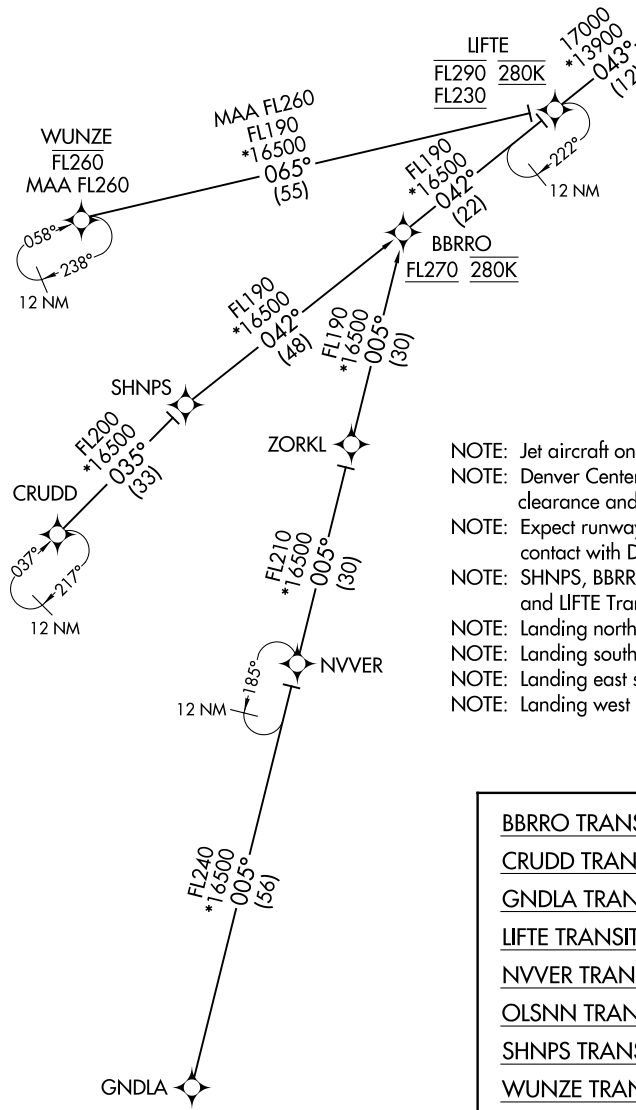 LIFTE
FL290 280K
FL230
17000
*13900
043°
(12)
222°
12 NM
MAA FL260
FL190
*16500
065°
(55)
WUNZE
FL260
MAA FL260
058°
238°
12 NM
FL190
*16500
042°
(22)
BBRRO
FL270 280K
FL190
*16500
042°
(48)
FL190
*16500
005°
(30)
SHNPS
FL200
*16500
035°
(33)
CRUDD
037°
217°
12 NM
ZORKL
FL210
*16500
005°
(30)
NVVER
185°
12 NM
FL240
*16500
005°
(56)
GNDLA
NOTE: Jet aircraft on
NOTE: Denver Center
clearance and
NOTE: Expect runway
contact with D
NOTE: SHNPS, BBRR
and LIFTE Tran
NOTE: Landing north
NOTE: Landing south
NOTE: Landing east s
NOTE: Landing west
BBRRO TRANS
CRUDD TRAN
GNDLA TRAN
LIFTE TRANSIT
NVVER TRAN
OLSNN TRAN
SHNPS TRANS
WUNZE TRAN